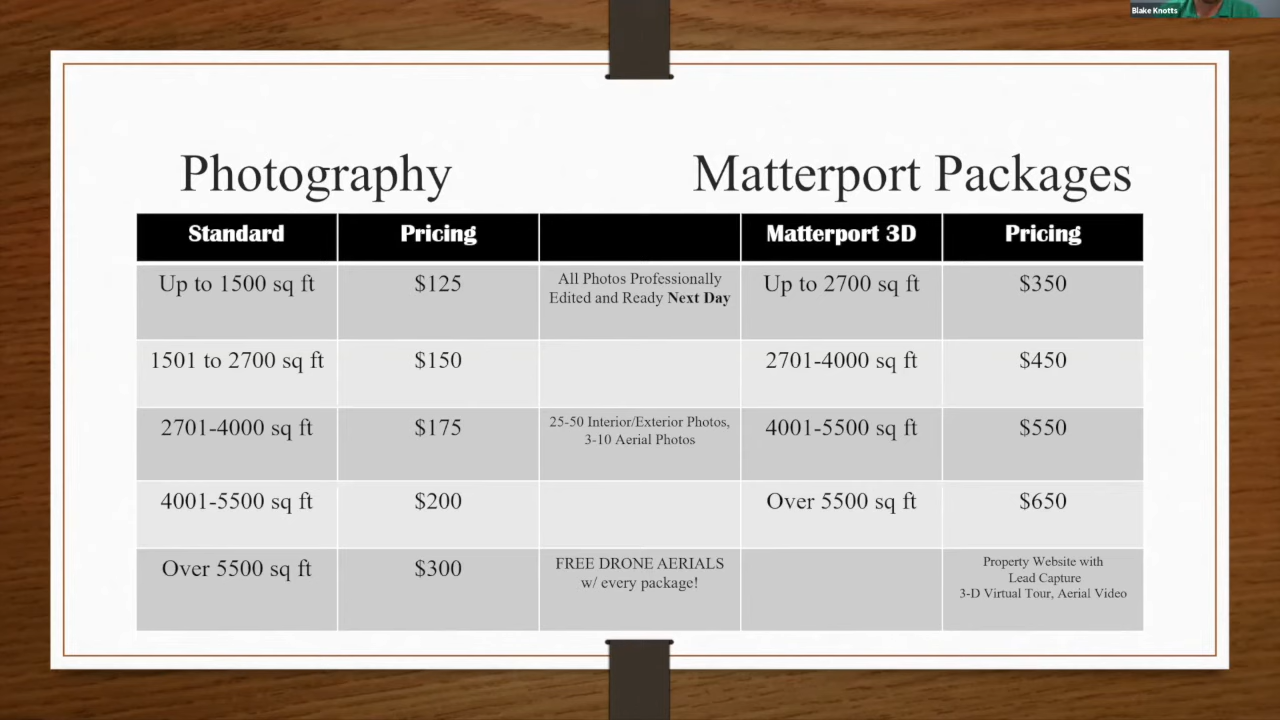 Blake Knotts
Photography
Matterport Packages
Standard
Pricing
Matterport 3D
Pricing
Up to 1500 sq ft
$125
All Photos Professionally
Edited and Ready Next Day
Up to 2700 sq ft
$350
1501 to 2700 sq ft
$150
2701-4000 sq ft
$450
2701-4000 sq ft
$175
25-50 Interior/Exterior Photos,
3-10 Aerial Photos
4001-5500 sq ft
$550
4001-5500 sq ft
$200
Over 5500 sq ft
$650
Over 5500 sq ft
$300
FREE DRONE AERIALS
w/ every package!
Property Website with
Lead Capture
3-D Virtual Tour, Aerial Video